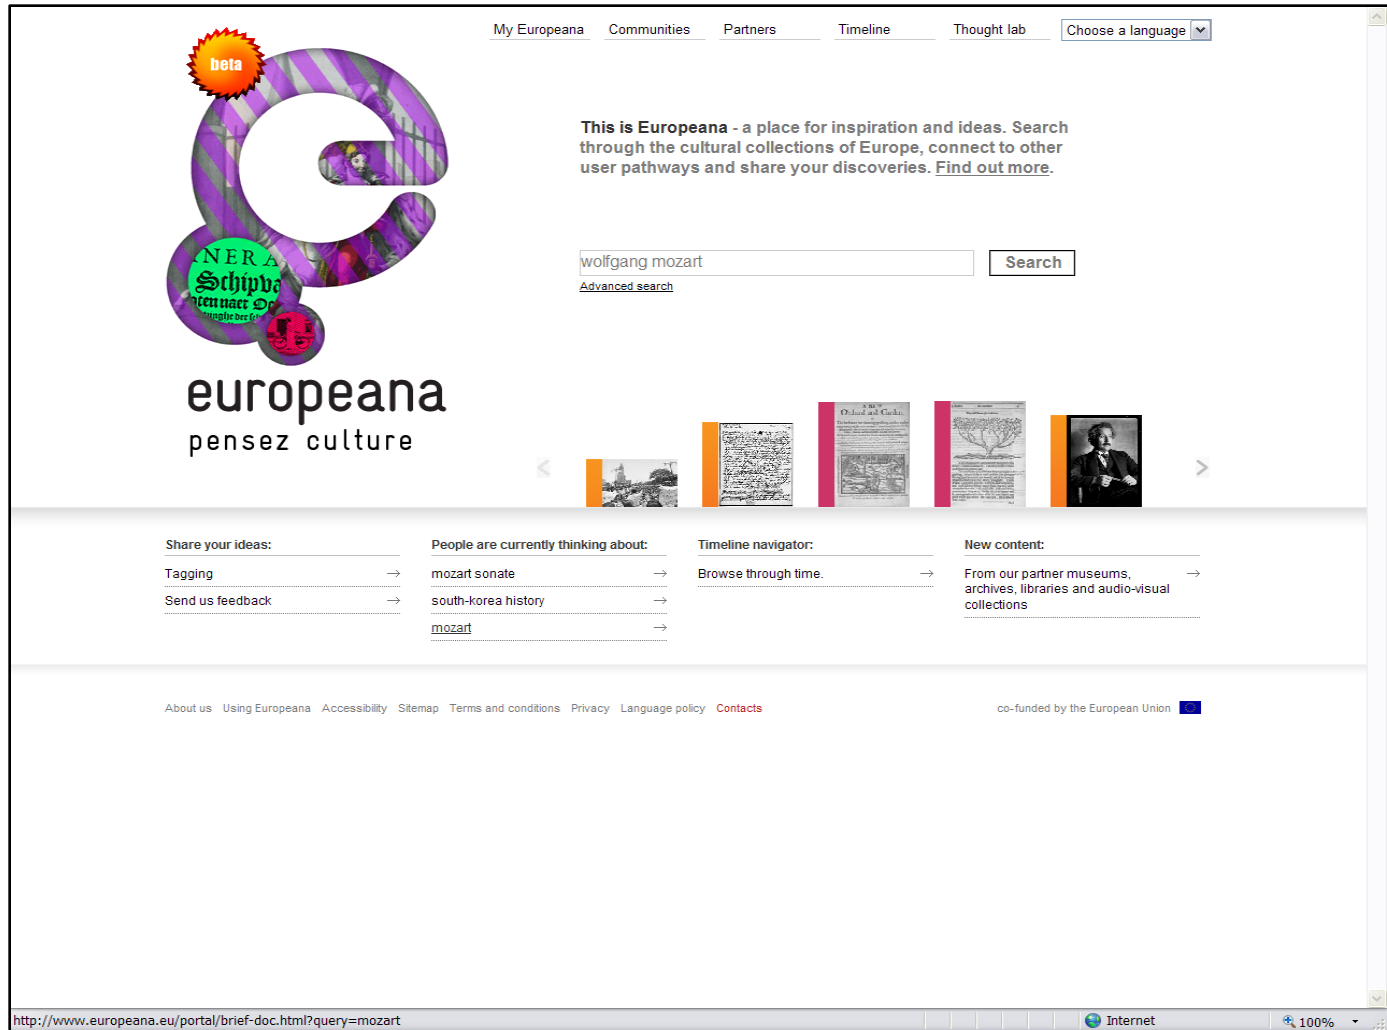 My Europeana
Communities
Partners
Timeline
Thought lab
Choose a language
beta
This is Europeana - a place for inspiration and ideas. Search
through the cultural collections of Europe, connect to other
user pathways and share your discoveries. Find out more.
wolfgang mozart
Search
Advanced search
NER A
Schipva
europeana
pensez culture
Share your ideas:
Tagging
Send us feedback
People are currently thinking about:
mozart sonate
south-korea history
mozart
Timeline navigator:
Browse through time.
New content:
From our partner museums,
archives, libraries and audio-visual
collections
About us Using Europeana Accessibility Sitemap Terms and conditions Privacy Language policy Contacts
co-funded by the European Union
http://www.europeana.eu/portal/brief-doc.html?query=mozart
Internet
100%